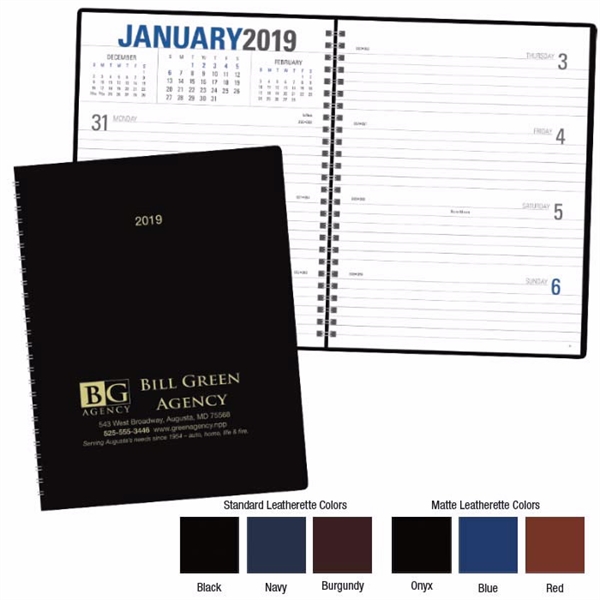 JANUARY2019
DECEMBER
S M T W T F S
1 2 3 4 5
6 7 8 9 10 11 12
13 14 15 16 17 18 19
20 21 22 23 24 25 26
27 28 29 30 31
FEBRUARY
31 MONDAY
THURSDAY 3
FRIDAY 4
SATURDAY 5
SUNDAY 6
2019
BG
AGENCY
BILL GREEN
AGENCY
543 West Broadway, Augusta, MD 75568
525-555-3446 www.greenagency.npp
Serving Augusta's needs since 1954 – auto, home, life & fire.
Standard Leatherette Colors
Matte Leatherette Colors
Black
Navy
Burgundy
Onyx
Blue
Red